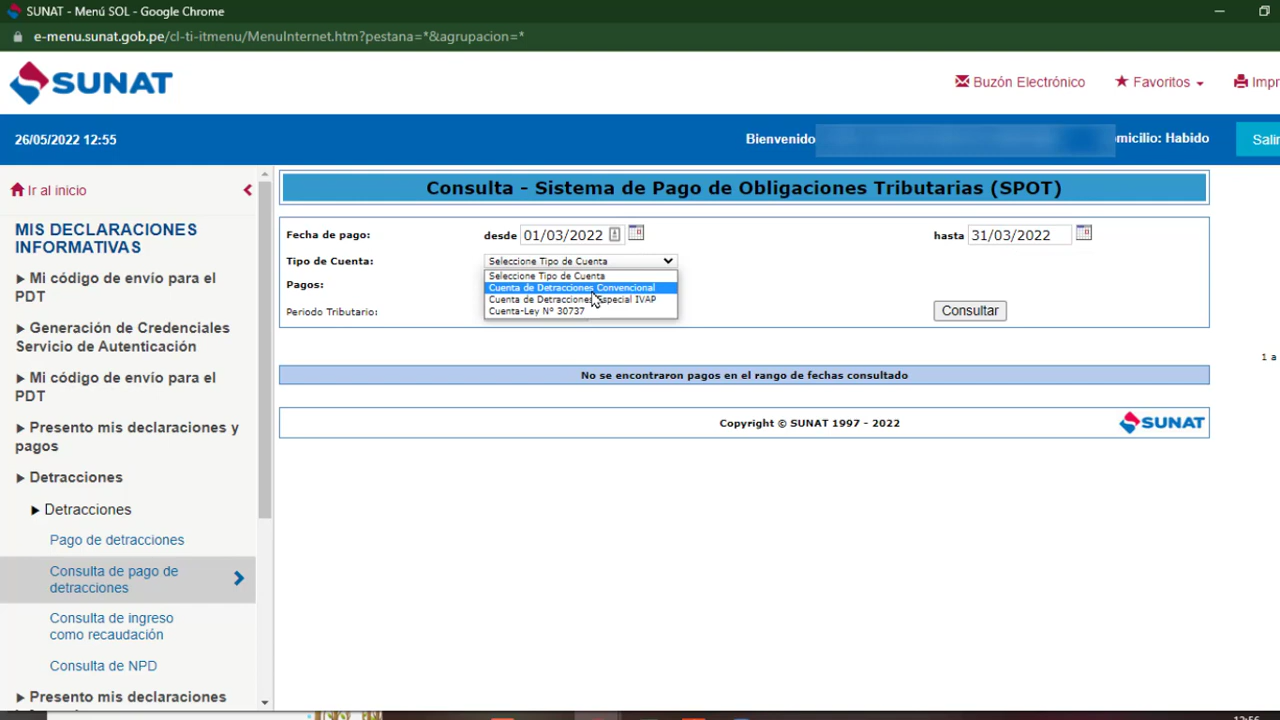 SUNAT - Menú SOL - Google Chrome
e-menu.sunat.gob.pe/cl-ti-itmenu/MenuInternet.htm?pestana=*&agrupacion=*
SUNAT
Buzón Electrónico
Favoritos
Impr
26/05/2022 12:55
Bienvenido
omicilio: Habido
Salir
Ir al inicio
MIS DECLARACIONES
INFORMATIVAS
Mi código de envío para el
PDT
Generación de Credenciales
Servicio de Autenticación
Mi código de envío para el
PDT
Presento mis declaraciones y
pagos
Detracciones
Detracciones
Pago de detracciones
Consulta de pago de
detracciones
Consulta de ingreso
como recaudación
Consulta de NPD
Presento mis declaraciones
Consulta - Sistema de Pago de Obligaciones Tributarias (SPOT)
Fecha de pago:
desde 01/03/2022
hasta 31/03/2022
Tipo de Cuenta:
Seleccione Tipo de Cuenta
Seleccione Tipo de Cuenta
Cuenta de Detracciones Convencional
Cuenta de Detracciones Especial IVAP
Cuenta-Ley Nº 30737
Pagos:
Periodo Tributario:
Consultar
1 a
No se encontraron pagos en el rango de fechas consultado
Copyright © SUNAT 1997 - 2022
SUNAT
12:56